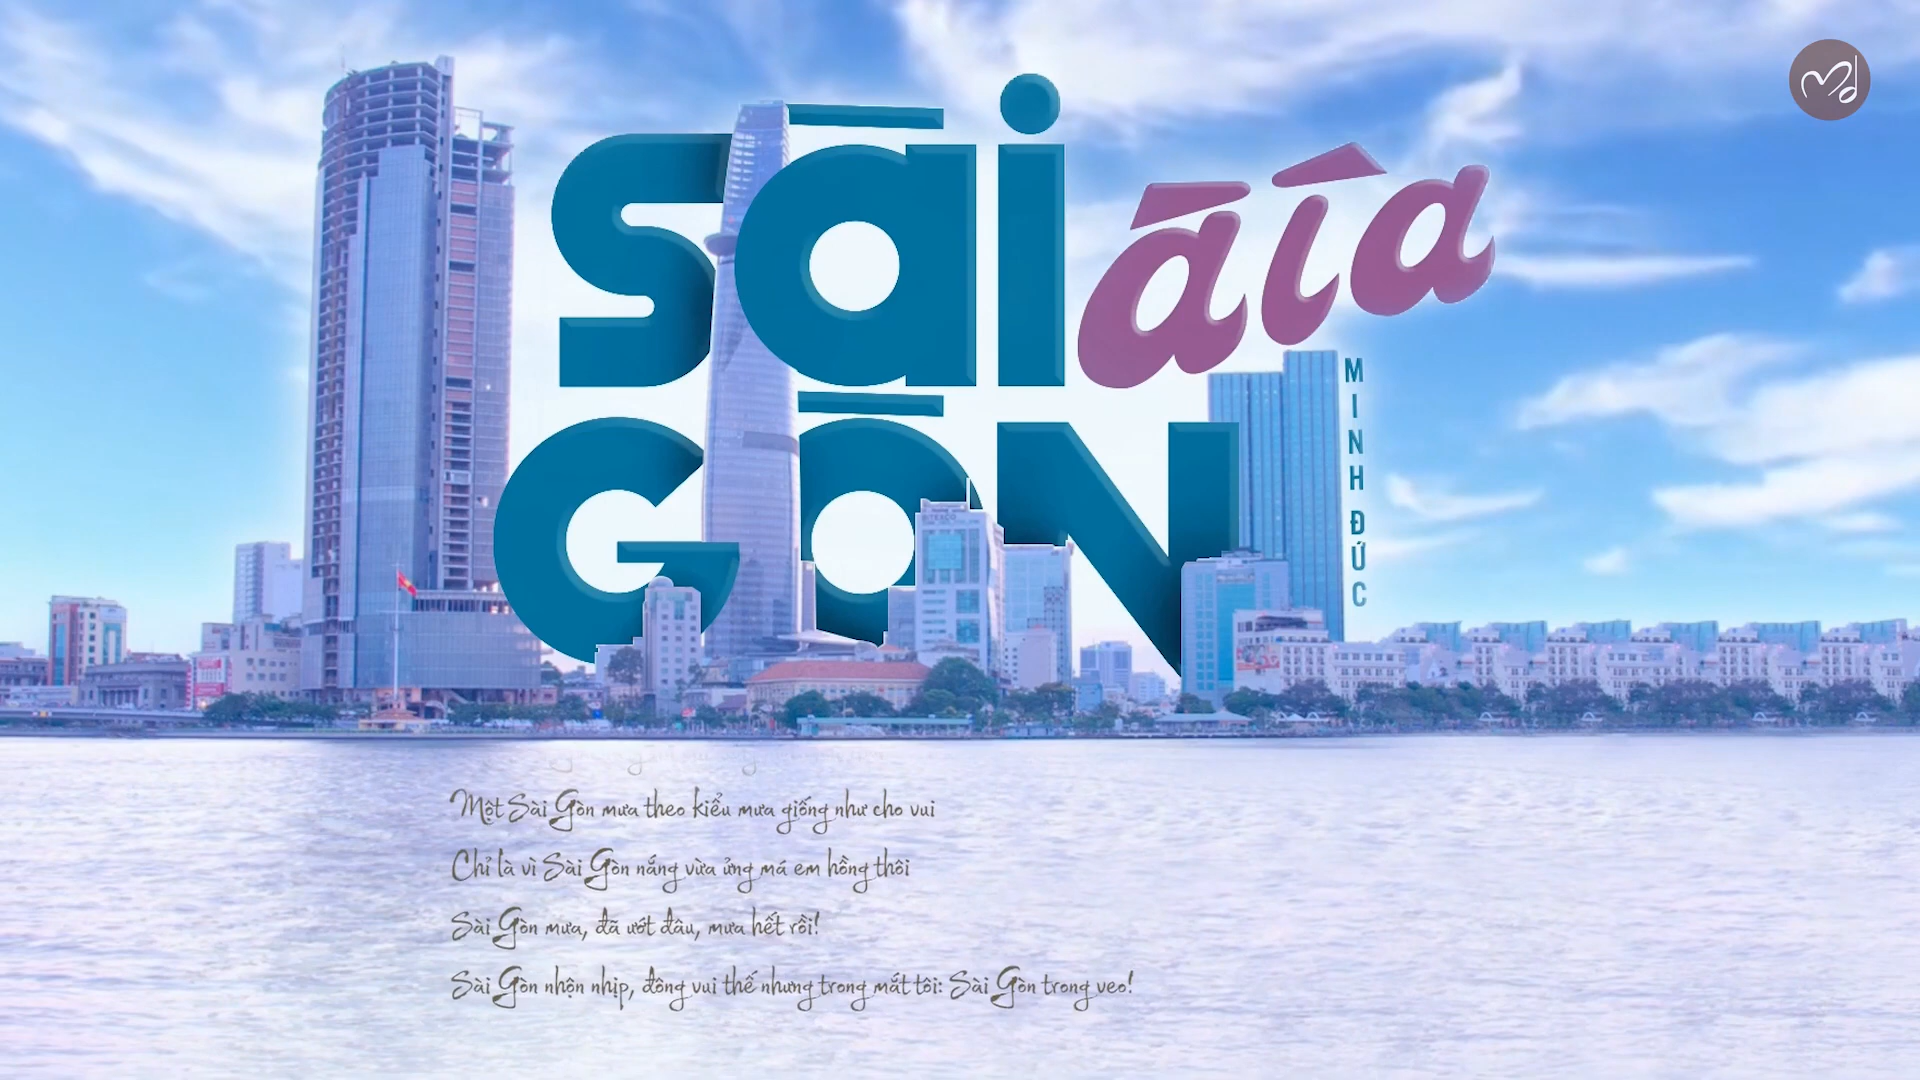 SÀI
GÒN
à í a
MINH ĐỨC
BITEXCO
Một Sài Gòn mưa theo kiểu mưa giống như cho vui
Chỉ là vì Sài Gòn nắng vừa ửng má em hồng thôi
Sài Gòn mưa, đã ướt đâu, mưa hết rồi!
Sài Gòn nhộn nhịp, đông vui thế nhưng trong mắt tôi: Sài Gòn trong veo!